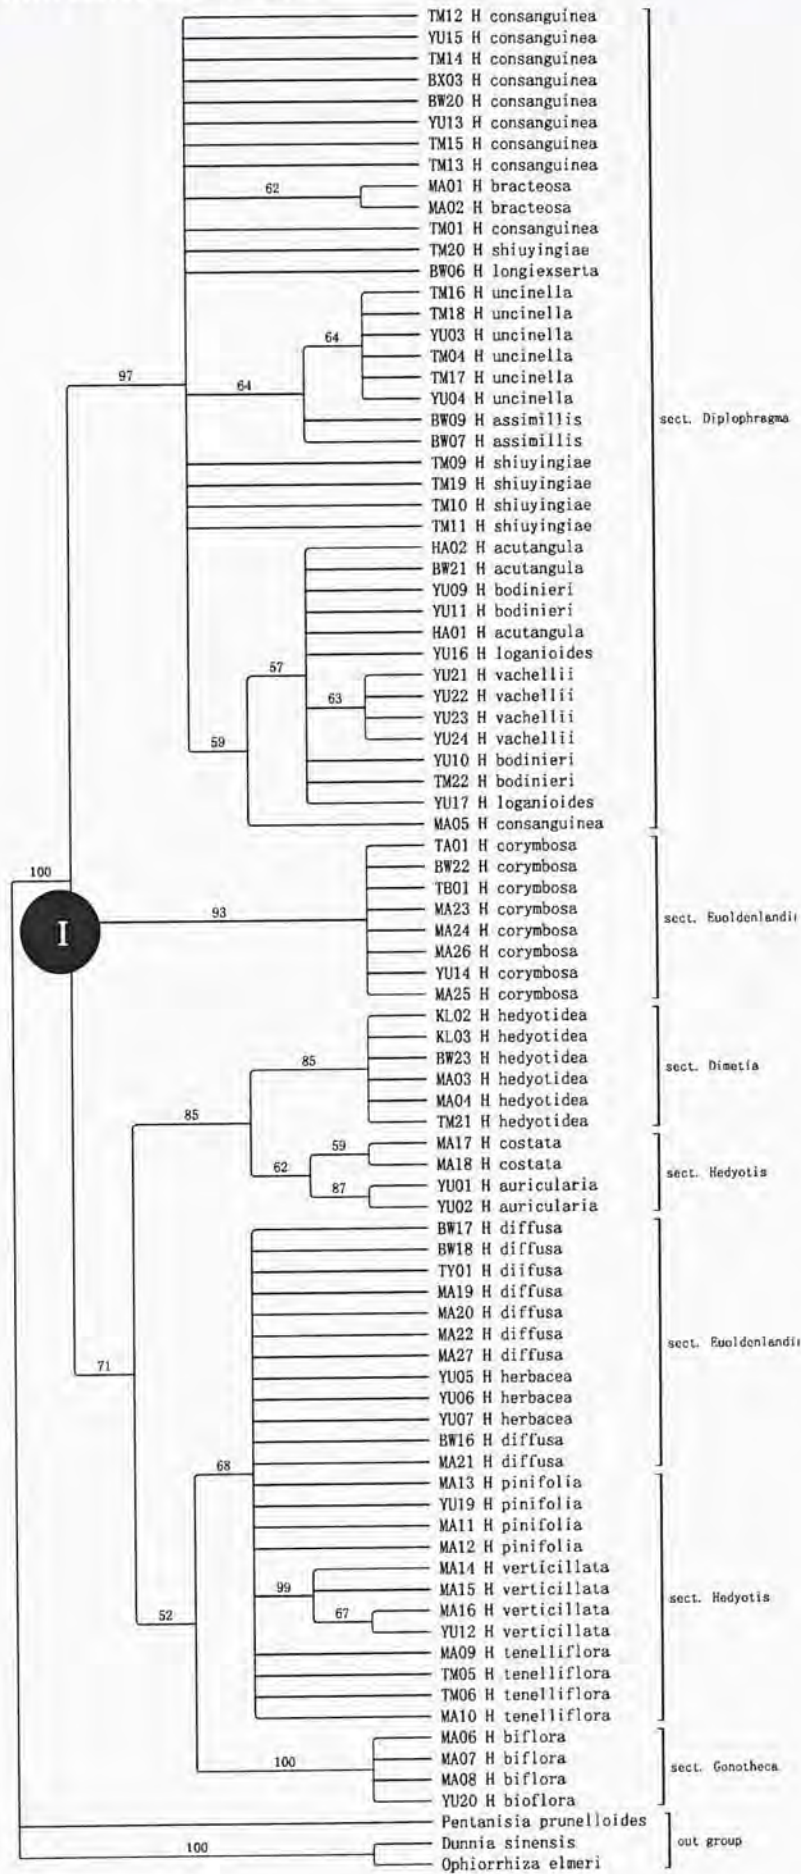 TM12 H consanguinea
YU15 H consanguinea
TM14 H consanguinea
BX03 H consanguinea
BW20 H consanguinea
YU13 H consanguinea
TM15 H consanguinea
TM13 H consanguinea
62
MA01 H bracteosa
MA02 H bracteosa
TM01 H consanguinea
TM20 H shiuyingiae
BW06 H longiexserta
TM16 H uncinella
TM18 H uncinella
64
YU03 H uncinella
TM04 H uncinella
97
64
TM17 H uncinella
YU04 H uncinella
BW09 H assimillis
sect. Diplophragma
BW07 H assimillis
TM09 H shiuyingiae
TM19 H shiuyingiae
TM10 H shiuyingiae
TM11 H shiuyingiae
HA02 H acutangula
BW21 H acutangula
YU09 H bodinieri
YU11 H bodinieri
HA01 H acutangula
YU16 H loganioides
57
YU21 H vachellii
63
YU22 H vachellii
YU23 H vachellii
59
YU24 H vachellii
YU10 H bodinieri
TM22 H bodinieri
YU17 H loganioides
MA05 H consanguinea
TA01 H corymbosa
100
BW22 H corymbosa
TB01 H corymbosa
I
93
MA23 H corymbosa
sect. Euoldenlandi
MA24 H corymbosa
MA26 H corymbosa
YU14 H corymbosa
MA25 H corymbosa
KL02 H hedyotidea
KL03 H hedyotidea
85
BW23 H hedyotidea
sect. Dimetia
MA03 H hedyotidea
MA04 H hedyotidea
85
TM21 H hedyotidea
59
MA17 H costata
62
MA18 H costata
sect. Hedyotis
87
YU01 H auricularia
YU02 H auricularia
BW17 H diffusa
BW18 H diffusa
TY01 H diifusa
MA19 H diffusa
MA20 H diffusa
MA22 H diffusa
sect. Euoldenlandi
71
MA27 H diffusa
YU05 H herbacea
YU06 H herbacea
YU07 H herbacea
BW16 H diffusa
68
MA21 H diffusa
MA13 H pinifolia
YU19 H pinifolia
MA11 H pinifolia
MA12 H pinifolia
MA14 H verticillata
99
MA15 H verticillata
sect. Hedyotis
52
67
MA16 H verticillata
YU12 H verticillata
MA09 H tenelliflora
TM05 H tenelliflora
TM06 H tenelliflora
MA10 H tenelliflora
MA06 H biflora
100
MA07 H biflora
sect. Gonotheca
MA08 H biflora
YU20 H bioflora
Pentanisia prunelloides
100
Dunnia sinensis
out group
Ophiorrhiza elmeri